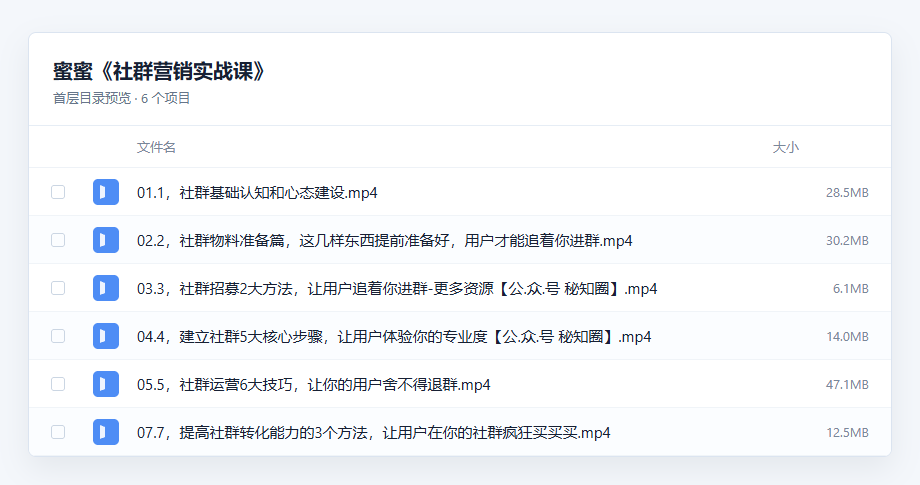 蜜蜜《社群营销实战课》
首层目录预览 · 6 个项目
文件名 大小
01.1，社群基础认知和心态建设.mp4 28.5MB
02.2，社群物料准备篇，这几样东西提前准备好，用户才能追着你进群.mp4 30.2MB
03.3，社群招募2大方法，让用户追着你进群-更多资源【公.众.号 秘知圈】.mp4 6.1MB
04.4，建立社群5大核心步骤，让用户体验你的专业度【公.众.号 秘知圈】.mp4 14.0MB
05.5，社群运营6大技巧，让你的用户舍不得退群.mp4 47.1MB
07.7，提高社群转化能力的3个方法，让用户在你的社群疯狂买买买.mp4 12.5MB